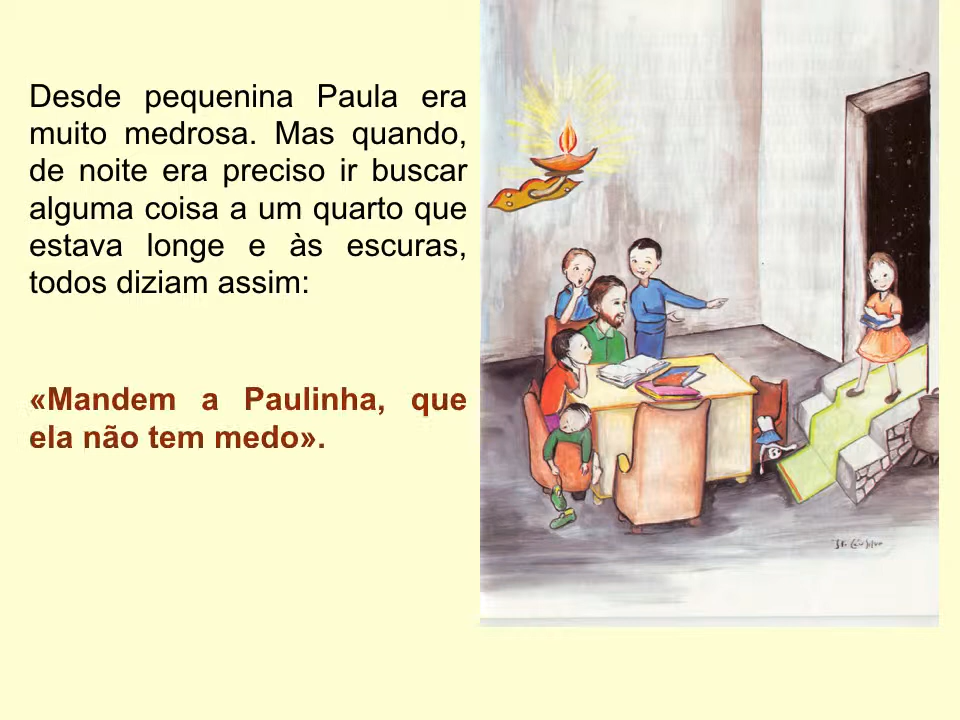 Desde pequenina Paula era
muito medrosa. Mas quando,
de noite era preciso ir buscar
alguma coisa a um quarto que
estava longe e às escuras,
todos diziam assim:
«Mandem a Paulinha, que
ela não tem medo».